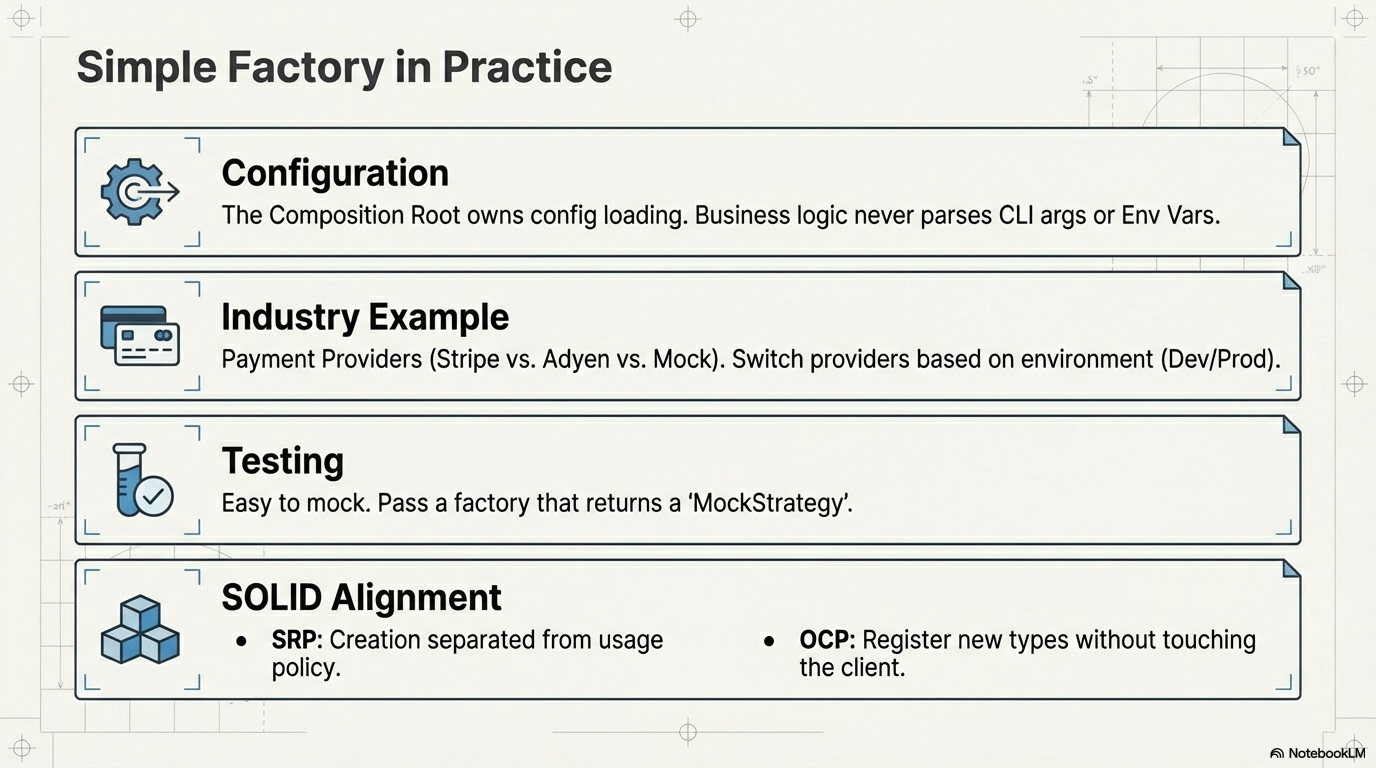 Simple Factory in Practice
Configuration
The Composition Root owns config loading. Business logic never parses CLI args or Env Vars.
Industry Example
Payment Providers (Stripe vs. Adyen vs. Mock). Switch providers based on environment (Dev/Prod).
Testing
Easy to mock. Pass a factory that returns a ‘MockStrategy’.
SOLID Alignment
• SRP: Creation separated from usage
policy.
• OCP: Register new types without touching
the client.
NotebookLM